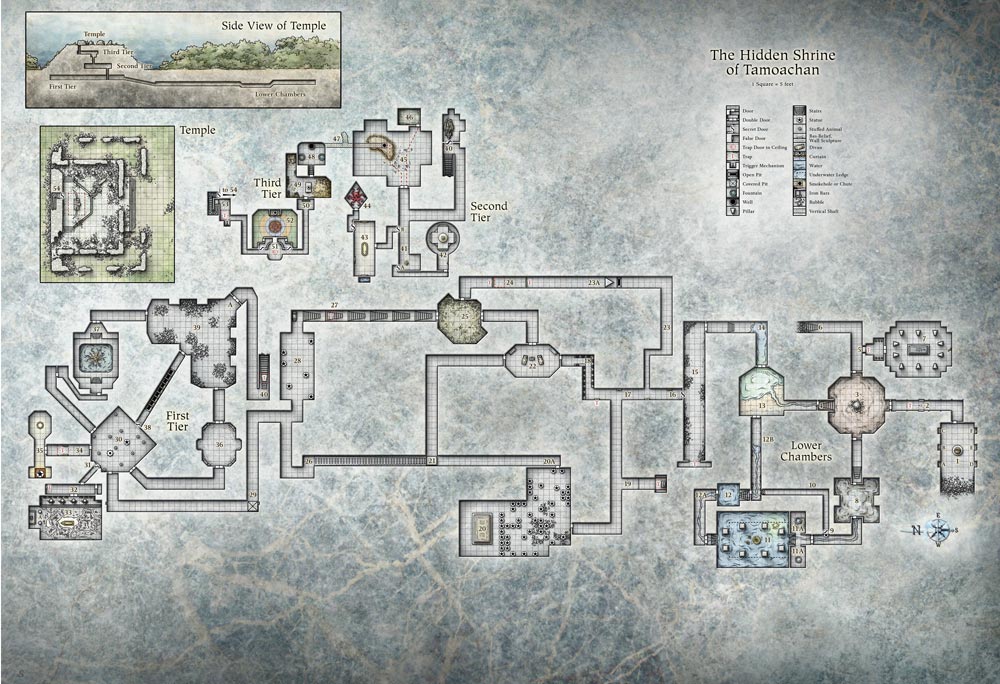 Side View of Temple
Temple
Third Tier
Second Tier
First Tier
Lower Chambers
The Hidden Shrine
of Tamoachan
1 Square = 5 feet
Door
Double Door
Secret Door
False Door
Trap Door in Ceiling
Trap
Trigger Mechanism
Open Pit
Covered Pit
Fountain
Well
Pillar
Stairs
Statue
Stuffed Animal
Bas-Relief,
Wall Sculpture
Divan
Curtain
Water
Underwater Ledge
Smokehole or Chute
Iron Bars
Rubble
Vertical Shaft
Temple
54
47
46
48
45
40
to 54
Third
Tier
49
44
50
Second
Tier
52
43
41
42
51
24
23A
27
A
39
25
37
23
14
6
7
28
22
15
40
17
16
13
3
2
First
Tier
38
30
36
12B
Lower
Chambers
1
35
34
31
26
21
20A
32
29
19
12A
12
10
8
33
20
11
11A
11A
9
E
N
S